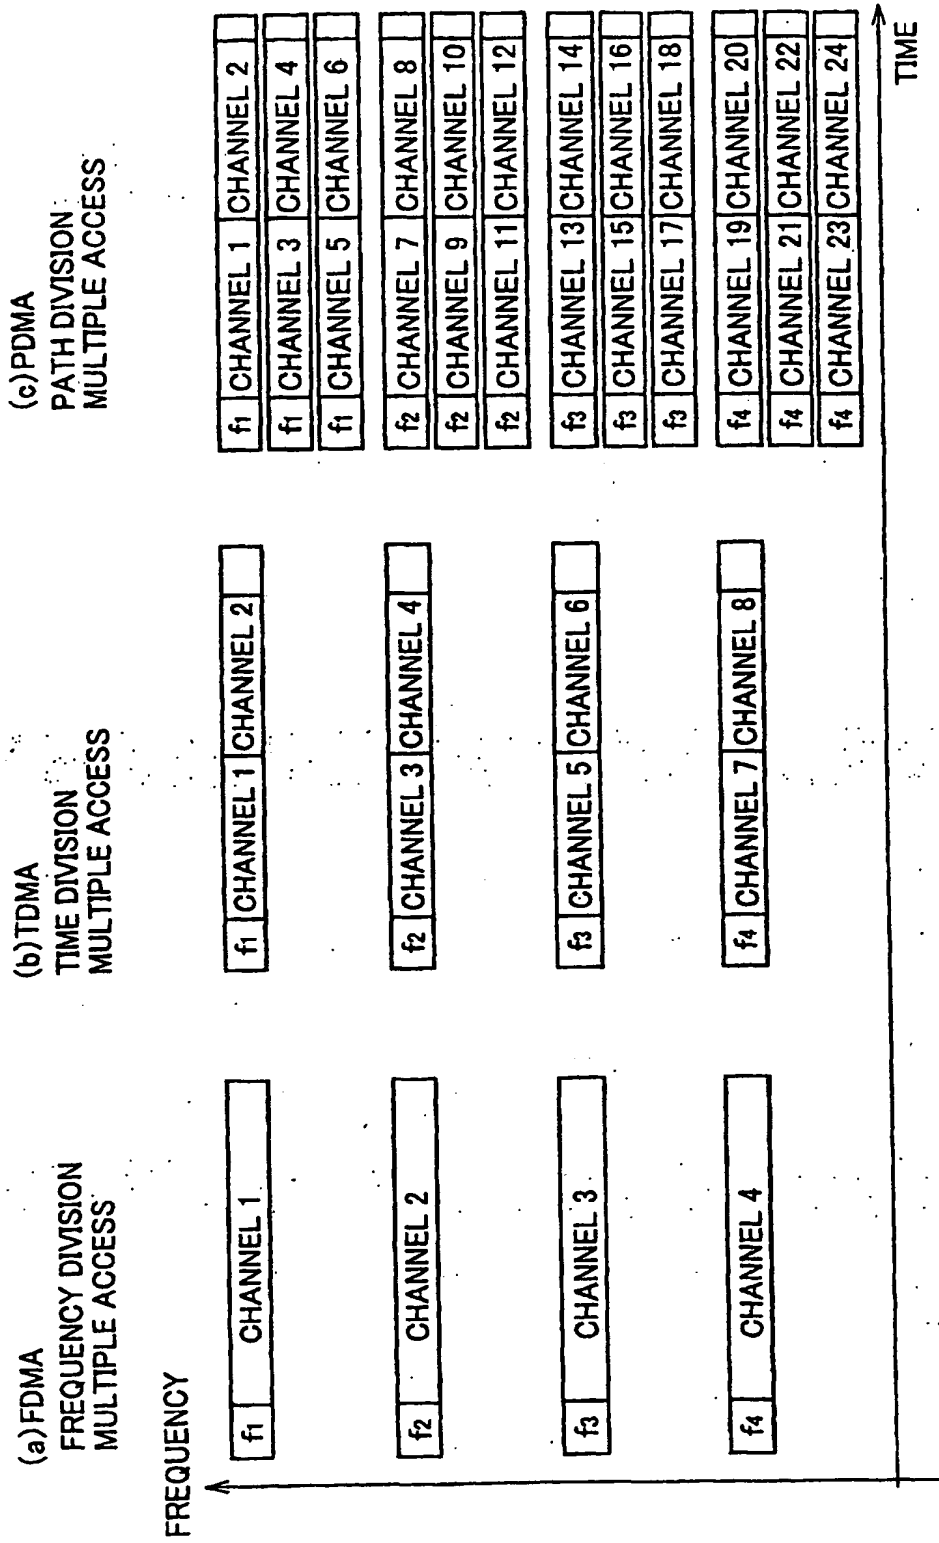 (a)FDMA
FREQUENCY DIVISION
MULTIPLE ACCESS
FREQUENCY
f1 CHANNEL 1
f2 CHANNEL 2
f3 CHANNEL 3
f4 CHANNEL 4
(b)TDMA
TIME DIVISION
MULTIPLE ACCESS
f1 CHANNEL 1 CHANNEL 2
f2 CHANNEL 3 CHANNEL 4
f3 CHANNEL 5 CHANNEL 6
f4 CHANNEL 7 CHANNEL 8
(c)PDMA
PATH DIVISION
MULTIPLE ACCESS
f1 CHANNEL 1 CHANNEL 2
f1 CHANNEL 3 CHANNEL 4
f1 CHANNEL 5 CHANNEL 6
f2 CHANNEL 7 CHANNEL 8
f2 CHANNEL 9 CHANNEL 10
f2 CHANNEL 11 CHANNEL 12
f3 CHANNEL 13 CHANNEL 14
f3 CHANNEL 15 CHANNEL 16
f3 CHANNEL 17 CHANNEL 18
f4 CHANNEL 19 CHANNEL 20
f4 CHANNEL 21 CHANNEL 22
f4 CHANNEL 23 CHANNEL 24
TIME